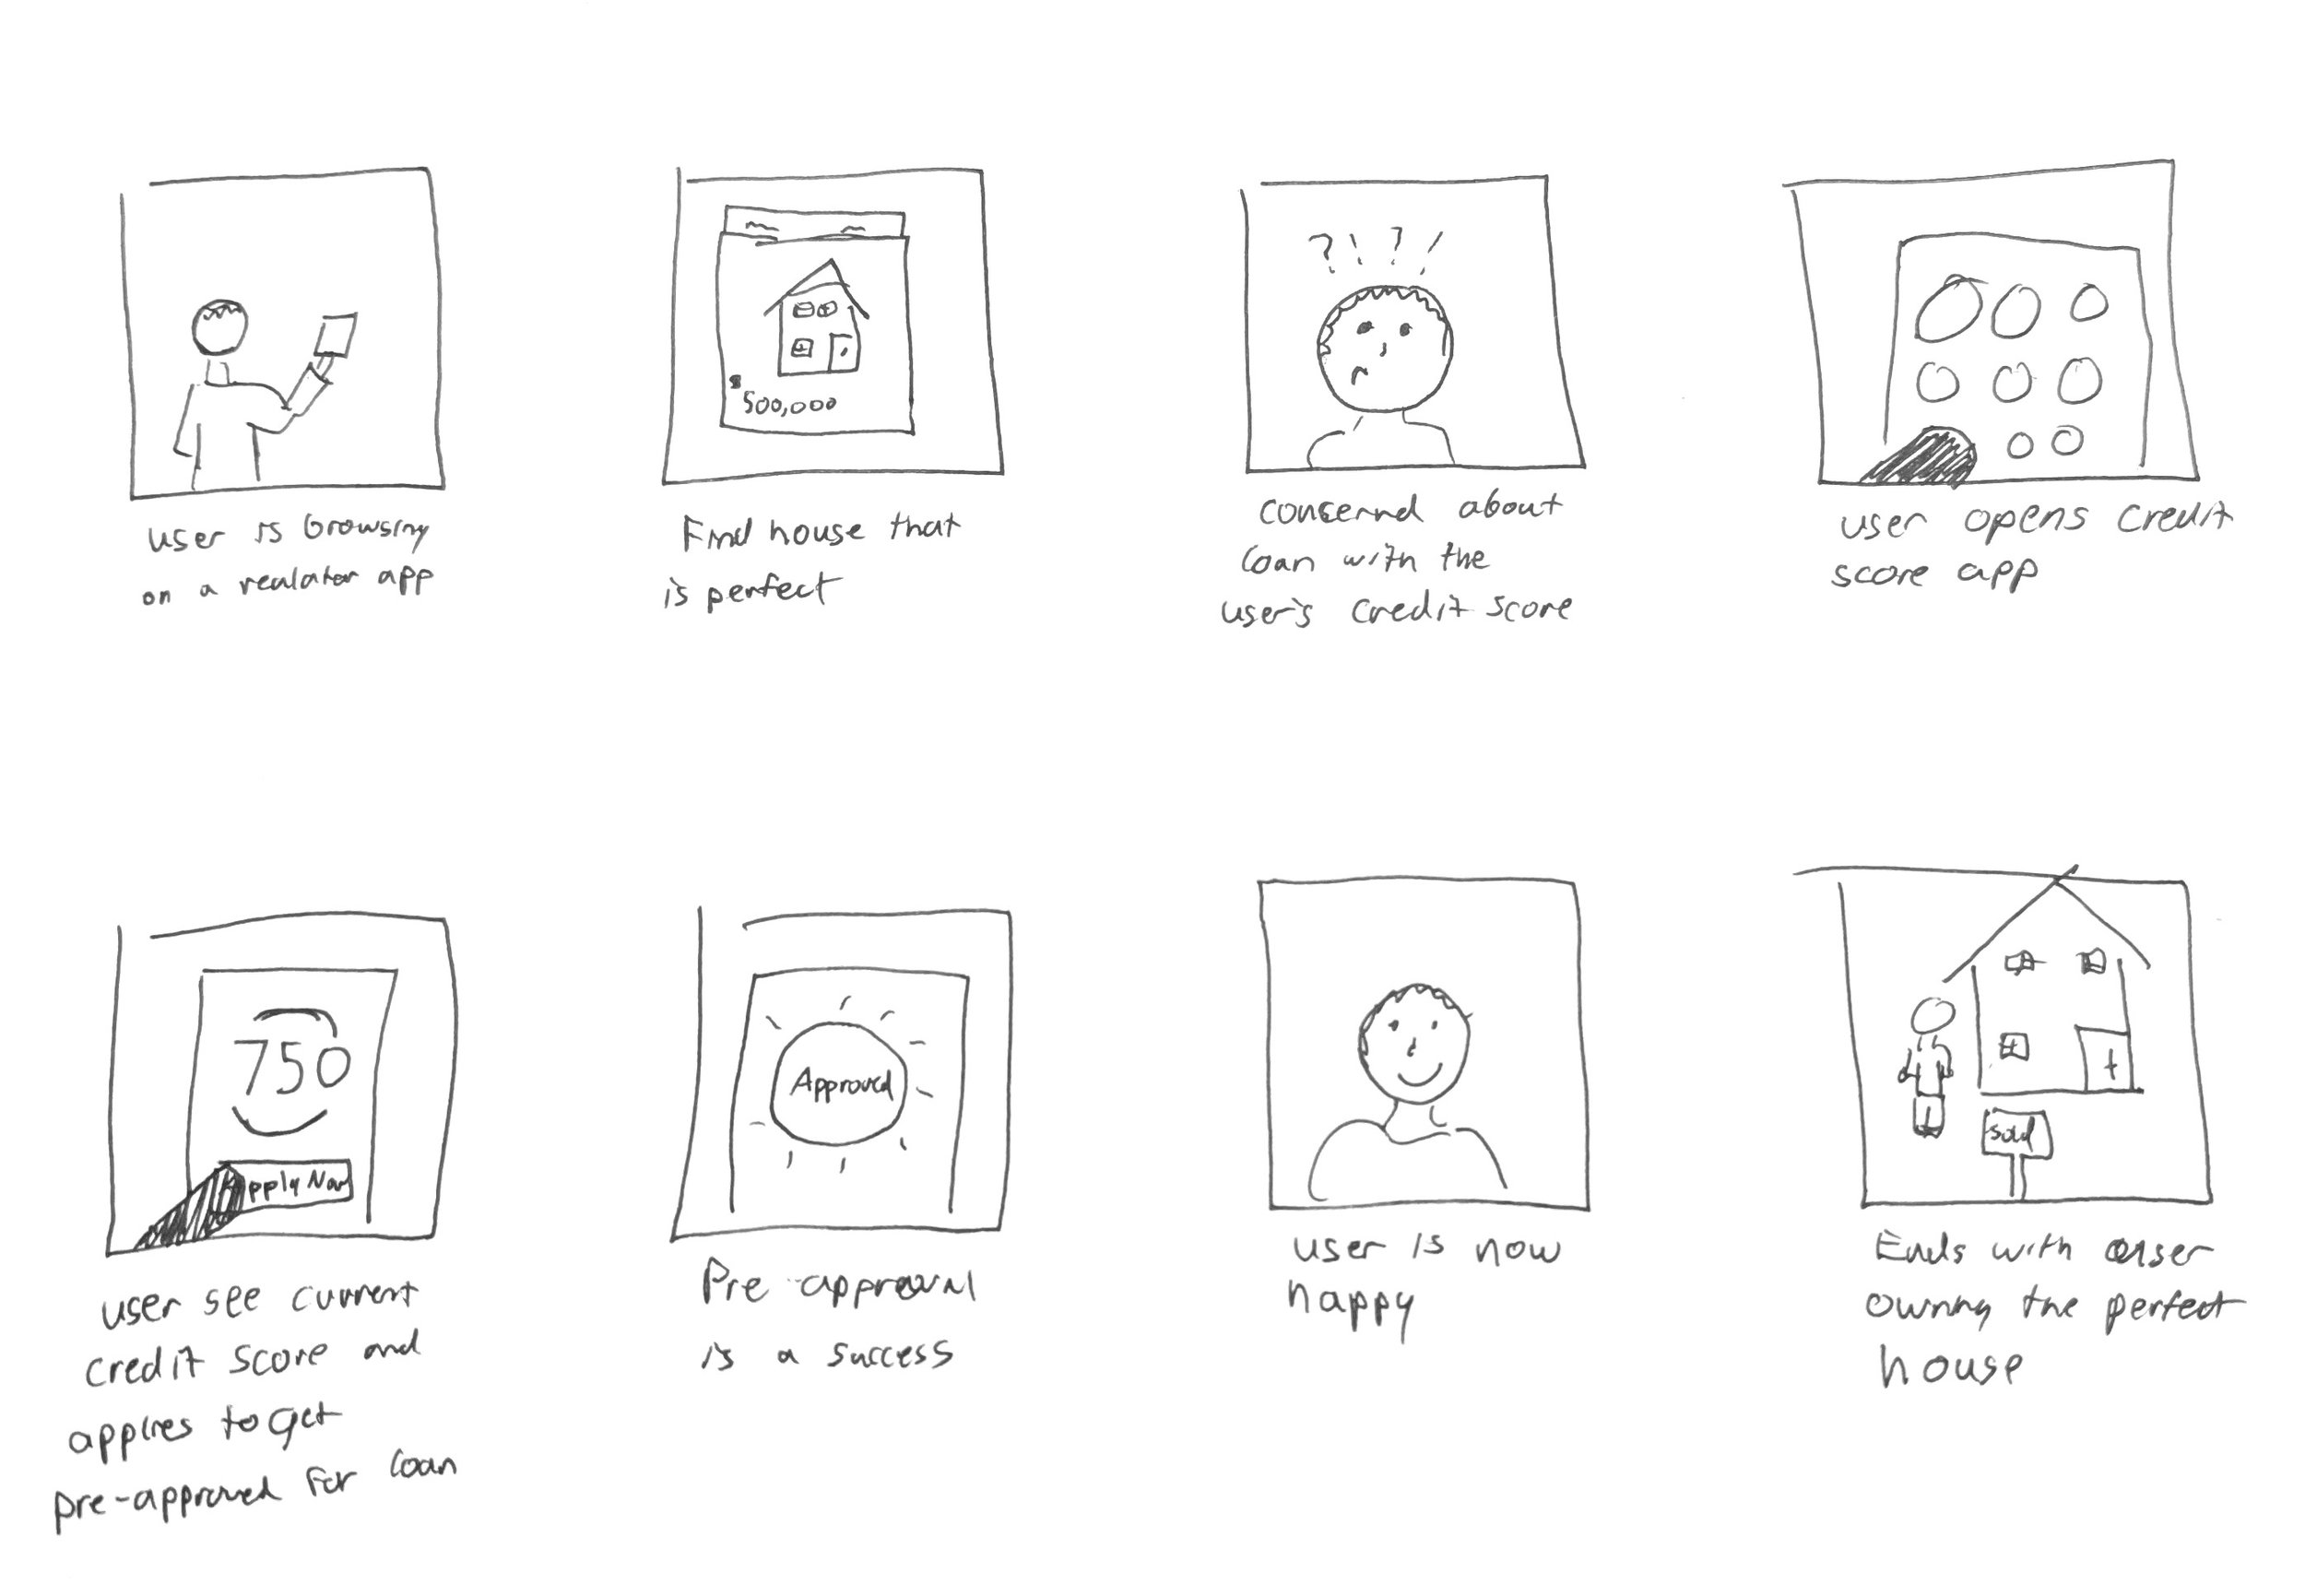 ? ! ? !
$
500,000
user is browsing
on a realater app
Find house that
is perfect
concernd about
loan with the
user's credit score
user opens credit
score app
750
Apply Now
user see current
credit score and
applies to get
pre-approved for loan
Approved
Pre-approval
is a success
user is now
happy
sold
Ends with user
owning the perfect
house